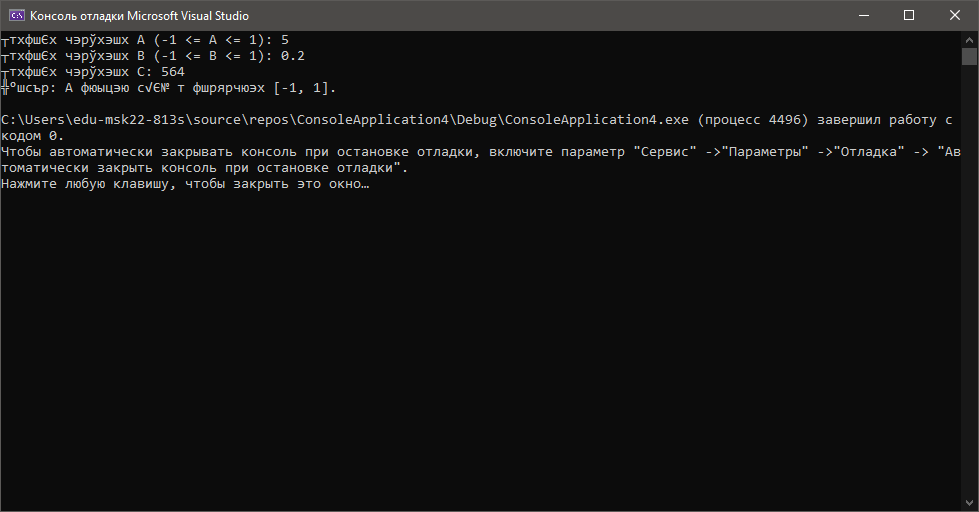 Консоль отладки Microsoft Visual Studio
┬тхфшЄх чэрўхэшх A (-1 <= A <= 1): 5
┬тхфшЄх чэрўхэшх B (-1 <= B <= 1): 0.2
┬тхфшЄх чэрўхэшх C: 564
╬°шсър: A фюыцэю с√Є№ т фшрярчюэх [-1, 1].
C:\Users\edu-msk22-813s\source\repos\ConsoleApplication4\Debug\ConsoleApplication4.exe (процесс 4496) завершил работу с
кодом 0.
Чтобы автоматически закрывать консоль при остановке отладки, включите параметр "Сервис" ->"Параметры" ->"Отладка" -> "Ав
томатически закрыть консоль при остановке отладки".
Нажмите любую клавишу, чтобы закрыть это окно…